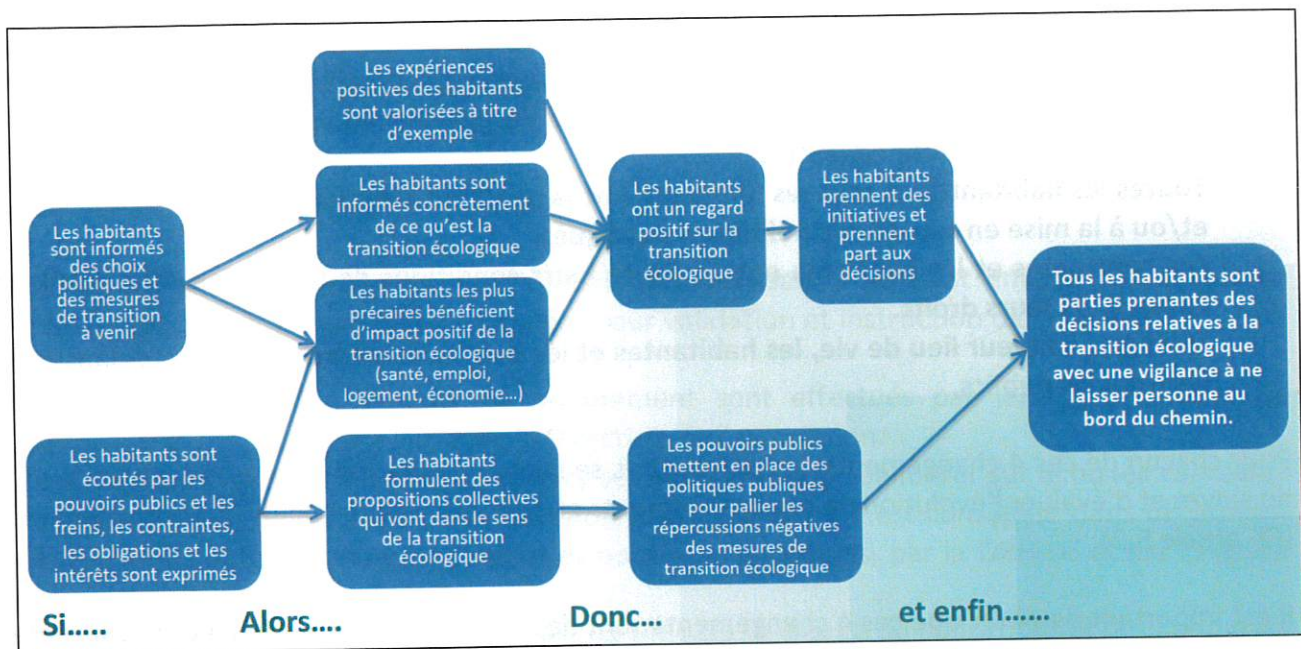 Les expériences
positives des habitants
sont valorisées à titre
d'exemple
Les habitants
sont informés
des choix
politiques et
des mesures
de transition
à venir
Les habitants sont
informés concrètement
de ce qu'est la
transition écologique
Les habitants les plus
précaires bénéficient
d'impact positif de la
transition écologique
(santé, emploi,
logement, économie...)
Les habitants
ont un regard
positif sur la
transition
écologique
Les habitants
prennent des
initiatives et
prennent
part aux
décisions
Tous les habitants sont
parties prenantes des
décisions relatives à la
transition écologique
avec une vigilance à ne
laisser personne au
bord du chemin.
Les habitants sont
écoutés par les
pouvoirs publics et les
freins, les contraintes,
les obligations et les
intérêts sont exprimés
Les habitants
formulent des
propositions collectives
qui vont dans le sens
de la transition
écologique
Les pouvoirs publics
mettent en place des
politiques publiques
pour pallier les
répercussions négatives
des mesures de
transition écologique
Si.....
Alors....
Donc...
et enfin......